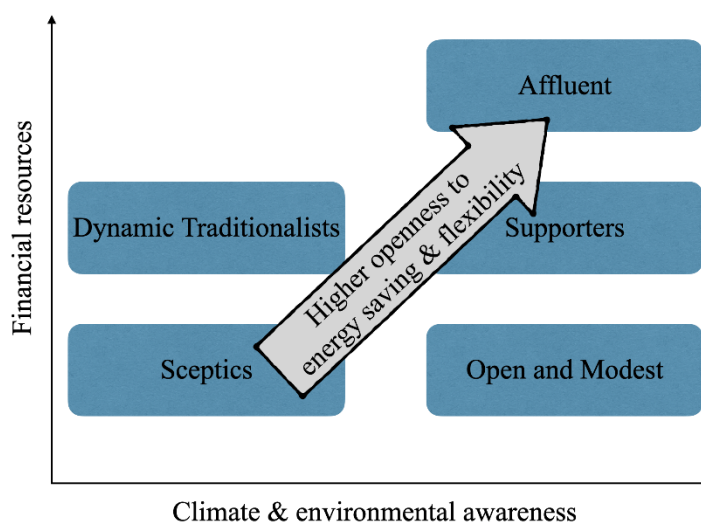 Financial resources
Affluent
Dynamic Traditionalists
Supporters
Higher openness to
energy saving & flexibility
Sceptics
Open and Modest
Climate & environmental awareness